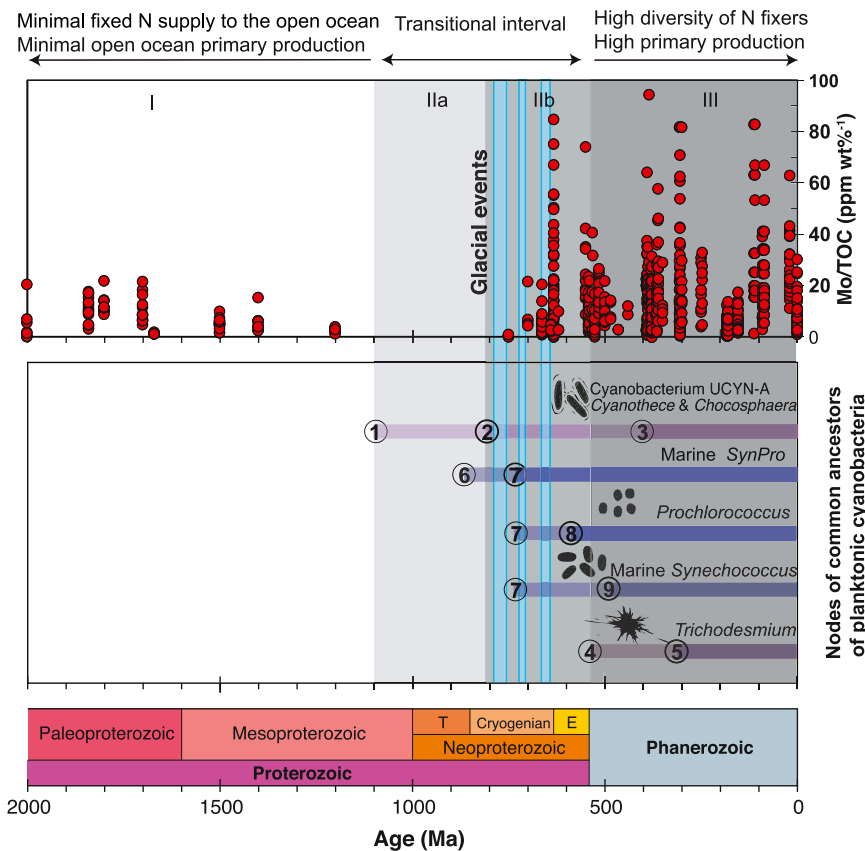 Minimal fixed N supply to the open ocean
Minimal open ocean primary production
Transitional interval
High diversity of N fixers
High primary production
I
IIa
IIb
III
Glacial events
100
80
60
40
20
0
Mo/TOC (ppm wt%⁻¹)
Cyanobacterium UCYN-A
Cyanothece & Chocosphaera
1
2
3
Marine SynPro
6
7
Prochlorococcus
7
8
Marine Synechococcus
7
9
Trichodesmium
4
5
Nodes of common ancestors
of planktonic cyanobacteria
Paleoproterozoic
Mesoproterozoic
T
Cryogenian
E
Neoproterozoic
Phanerozoic
Proterozoic
2000
1500
1000
500
0
Age (Ma)